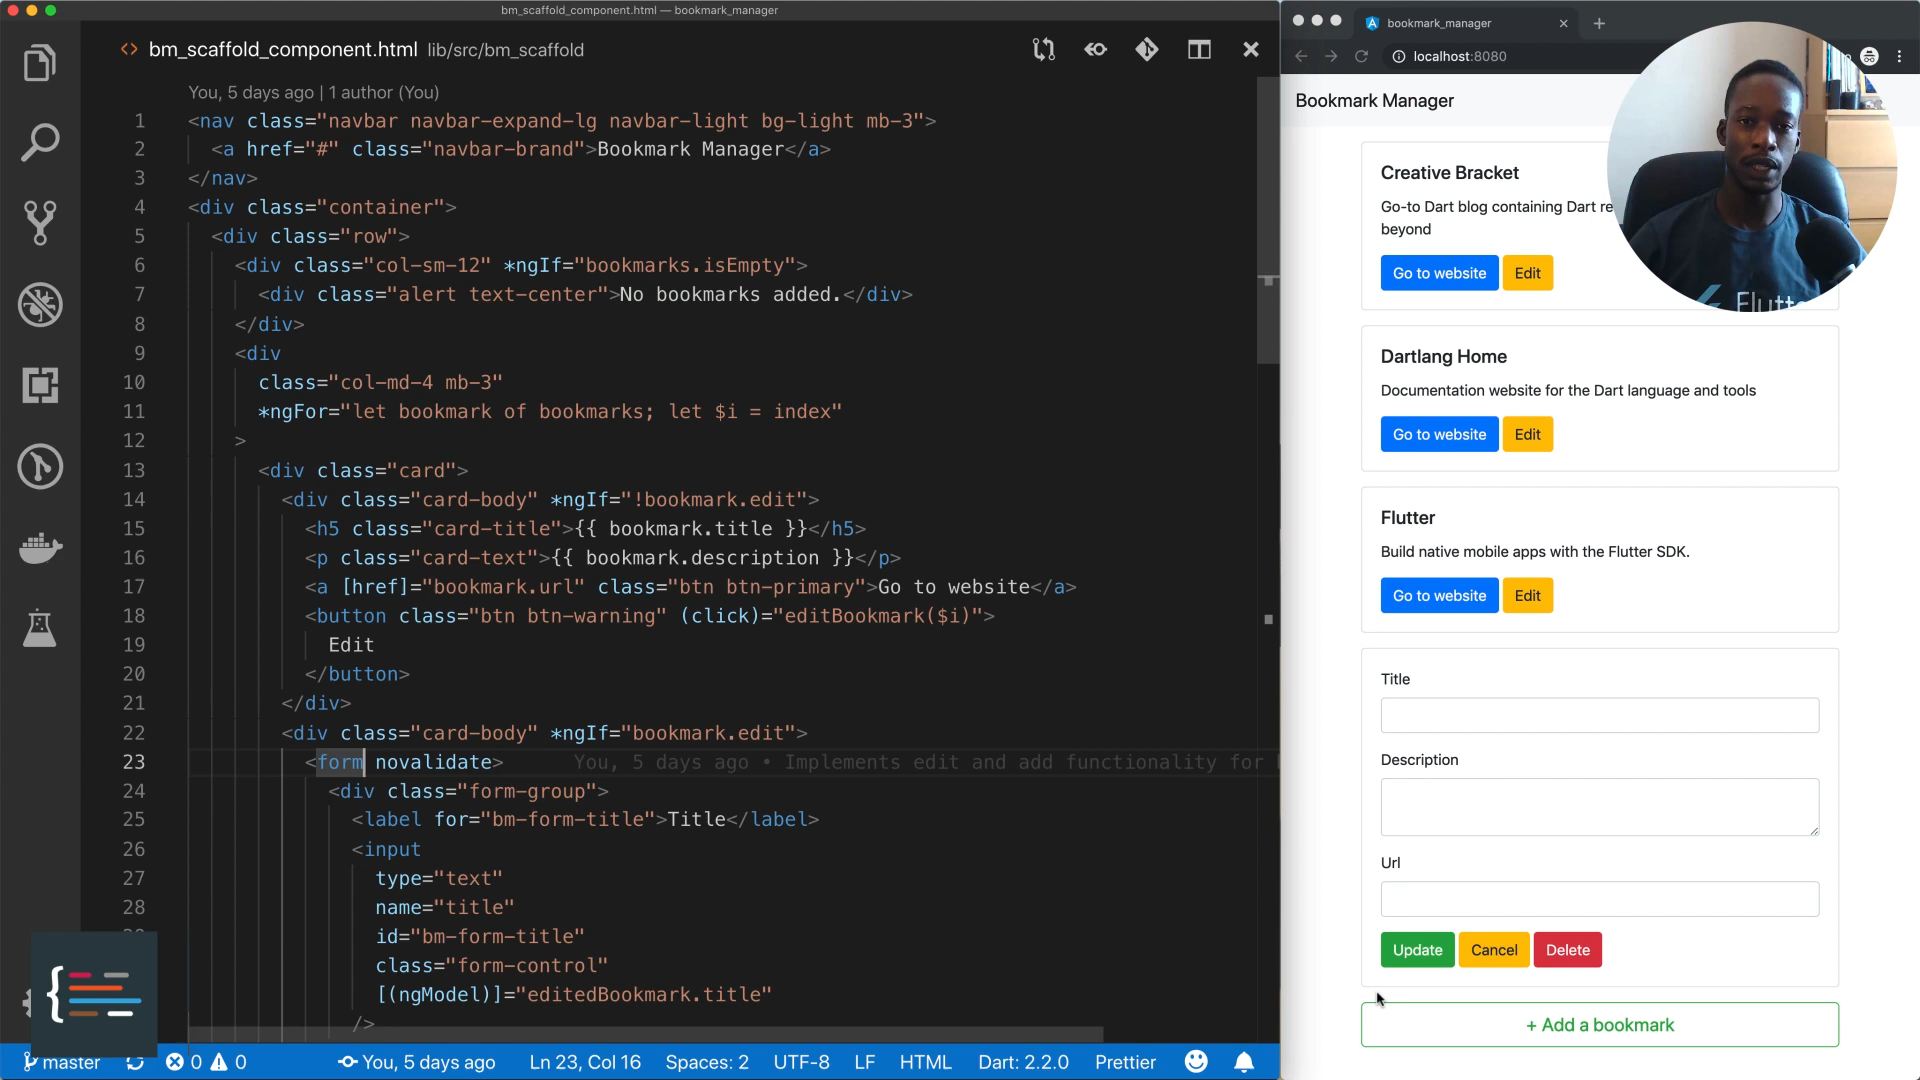 bm_scaffold_component.html — bookmark_manager
<> bm_scaffold_component.html lib/src/bm_scaffold
You, 5 days ago | 1 author (You)
1 <nav class="navbar navbar-expand-lg navbar-light bg-light mb-3">
2 <a href="#" class="navbar-brand">Bookmark Manager</a>
3 </nav>
4 <div class="container">
5 <div class="row">
6 <div class="col-sm-12" *ngIf="bookmarks.isEmpty">
7 <div class="alert text-center">No bookmarks added.</div>
8 </div>
9 <div
10 class="col-md-4 mb-3"
11 *ngFor="let bookmark of bookmarks; let $i = index"
12 >
13 <div class="card">
14 <div class="card-body" *ngIf="!bookmark.edit">
15 <h5 class="card-title">{{ bookmark.title }}</h5>
16 <p class="card-text">{{ bookmark.description }}</p>
17 <a [href]="bookmark.url" class="btn btn-primary">Go to website</a>
18 <button class="btn btn-warning" (click)="editBookmark($i)">
19 Edit
20 </button>
21 </div>
22 <div class="card-body" *ngIf="bookmark.edit">
23 <form novalidate> You, 5 days ago • Implements edit and add functionality for
24 <div class="form-group">
25 <label for="bm-form-title">Title</label>
26 <input
27 type="text"
28 name="title"
id="bm-form-title"
class="form-control"
[(ngModel)]="editedBookmark.title"
/>
master 0 0 You, 5 days ago Ln 23, Col 16 Spaces: 2 UTF-8 LF HTML Dart: 2.2.0 Prettier
bookmark_manager
localhost:8080
Bookmark Manager
Creative Bracket
Go-to Dart blog containing Dart
beyond
Go to website Edit
Dartlang Home
Documentation website for the Dart language and tools
Go to website Edit
Flutter
Build native mobile apps with the Flutter SDK.
Go to website Edit
Title
Description
Url
Update Cancel Delete
+ Add a bookmark